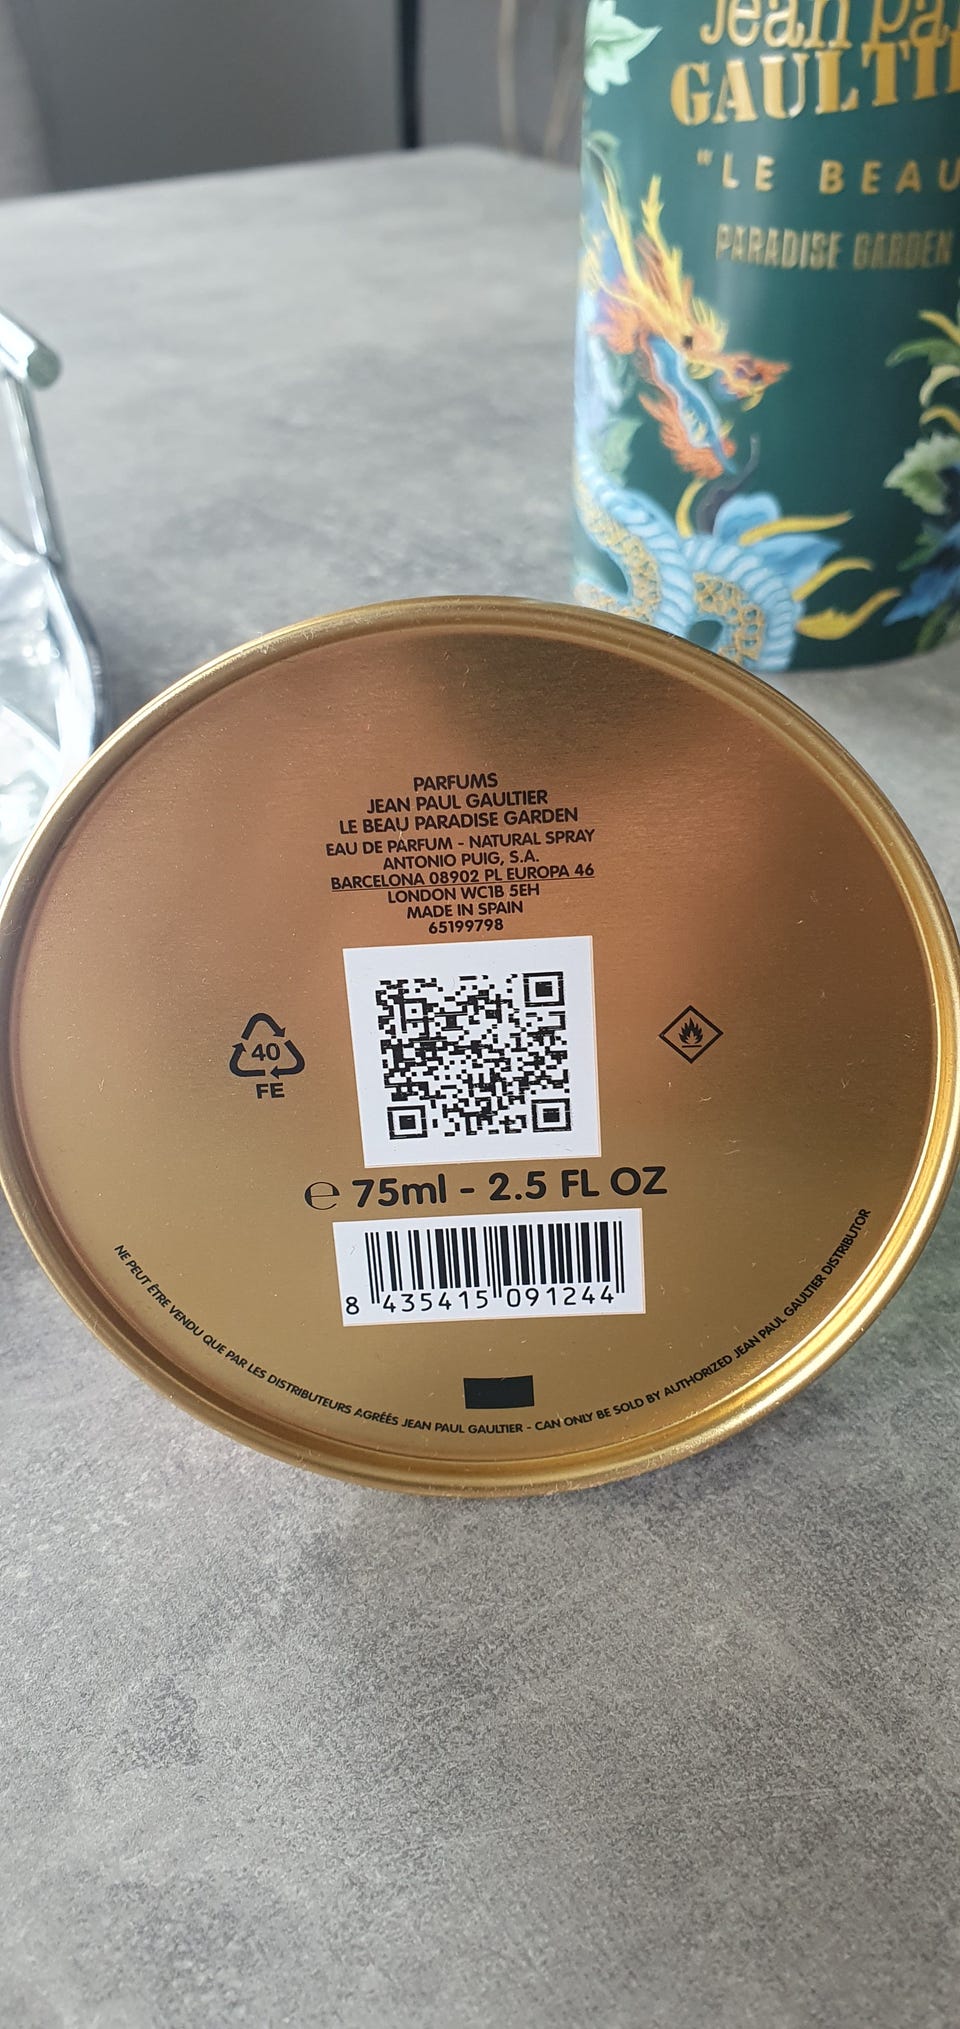 Jean Pa
GAULTI
"LE BEAU
PARADISE GARDEN
PARFUMS
JEAN PAUL GAULTIER
LE BEAU PARADISE GARDEN
EAU DE PARFUM - NATURAL SPRAY
ANTONIO PUIG, S.A.
BARCELONA 08902 PL EUROPA 46
LONDON WC1B 5EH
MADE IN SPAIN
65199798
40
FE
℮ 75ml - 2.5 FL OZ
8 435415 091244
NE PEUT ÊTRE VENDU QUE PAR LES DISTRIBUTEURS AGRÉÉS JEAN PAUL GAULTIER - CAN ONLY BE SOLD BY AUTHORIZED JEAN PAUL GAULTIER DISTRIBUTOR